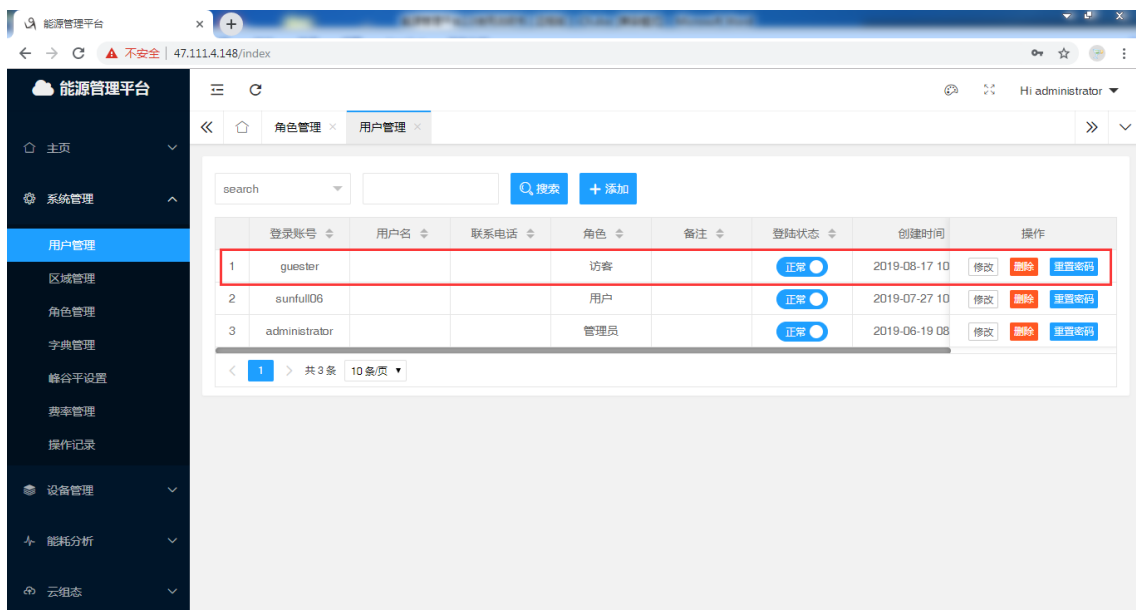 能源管理平台
不安全 | 47.111.4.148/index
能源管理平台
Hi administrator
角色管理 用户管理
主页
系统管理
用户管理
区域管理
角色管理
字典管理
峰谷平设置
费率管理
操作记录
设备管理
能耗分析
云组态
search 搜索 添加
登录账号 用户名 联系电话 角色 备注 登陆状态 创建时间 操作
1 guester 访客 正常 2019-08-17 10 修改 删除 重置密码
2 sunfull06 用户 正常 2019-07-27 10 修改 删除 重置密码
3 administrator 管理员 正常 2019-06-19 08 修改 删除 重置密码
1 共3条 10条/页